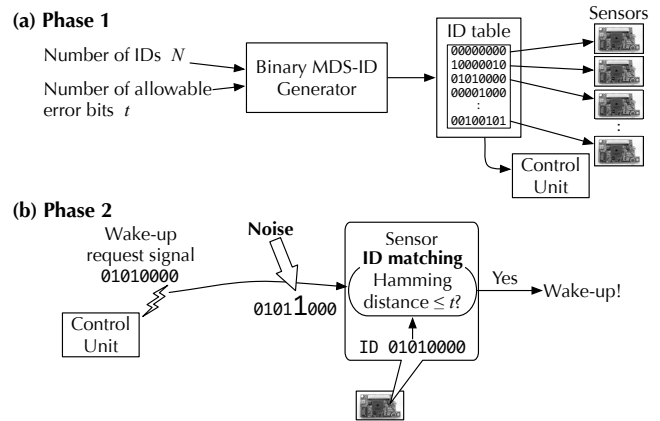 (a) Phase 1
Number of IDs N
Number of allowable
error bits t
Binary MDS-ID
Generator
ID table
00000000
10000010
01010000
00001000
:
00100101
Sensors
:
Control
Unit
(b) Phase 2
Wake-up
request signal
01010000
Control
Unit
Noise
01011000
Sensor
ID matching
Hamming
distance ≤ t?
ID 01010000
Yes
Wake-up!